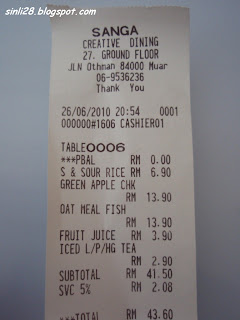 sinli28.blogspot.com
SANGA
CREATIVE DINING
27. GROUND FLOOR
JLN Othman 84000 Muar
06-9536236
Thank You
26/06/2010 20:54 0001
000000#1606 CASHIER01
TABLE0006
***PBAL RM 0.00
S & SOUR RICE RM 6.90
GREEN APPLE CHK
RM 13.90
OAT MEAL FISH
RM 13.90
FRUIT JUICE RM 3.90
ICED L/P/HG TEA
RM 2.90
SUBTOTAL RM 41.50
SVC 5% RM 2.08
***TOTAL RM 43.60